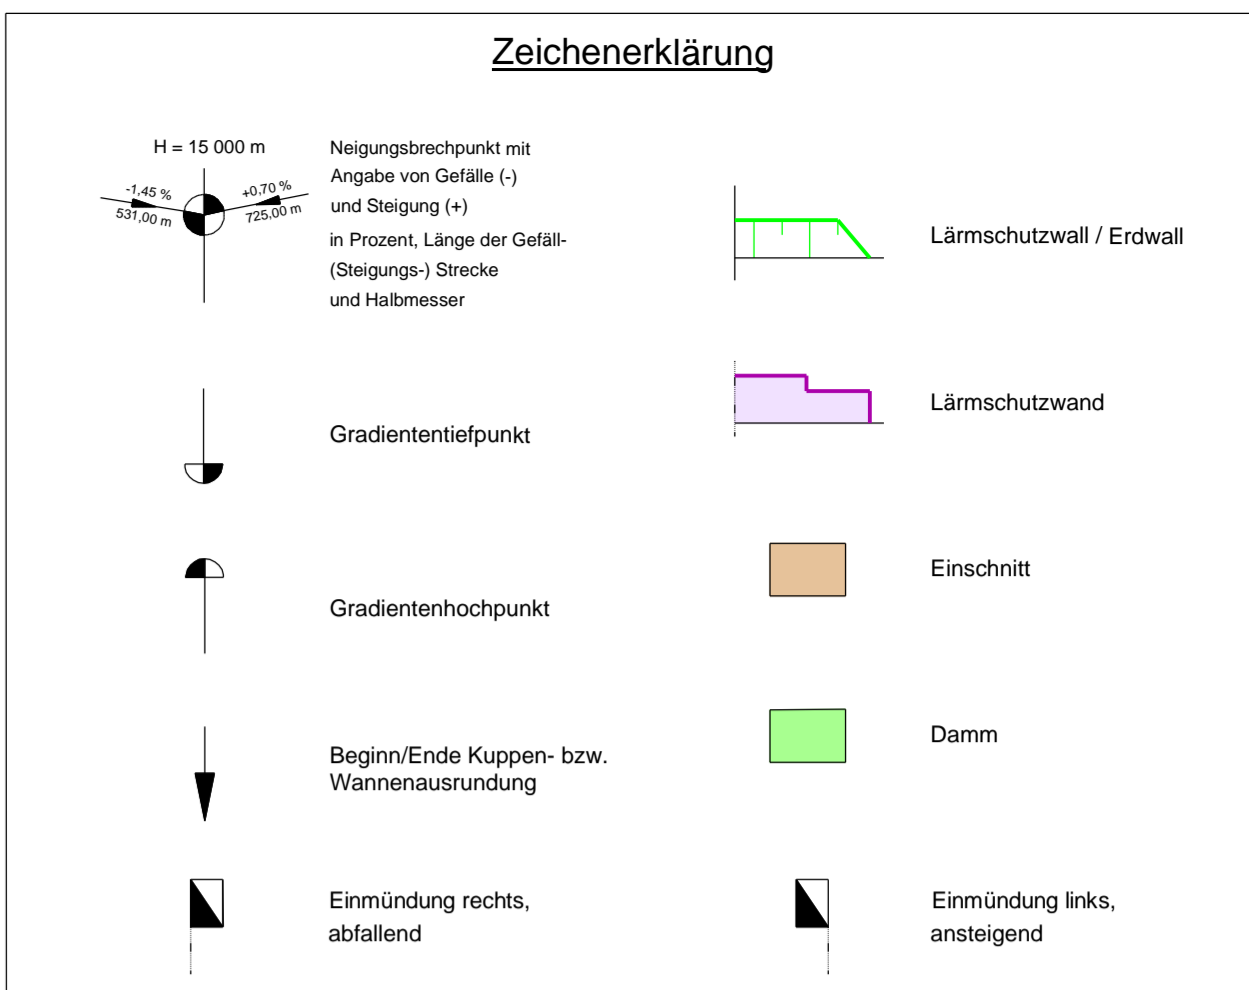 Zeichenerklärung
H = 15 000 m
-1,45 %
531,00 m
+0,70 %
725,00 m
Neigungsbrechpunkt mit
Angabe von Gefälle (-)
und Steigung (+)
in Prozent, Länge der Gefäll-
(Steigungs-) Strecke
und Halbmesser
Gradiententiefpunkt
Gradientenhochpunkt
Beginn/Ende Kuppen- bzw.
Wannenausrundung
Einmündung rechts,
abfallend
Lärmschutzwall / Erdwall
Lärmschutzwand
Einschnitt
Damm
Einmündung links,
ansteigend